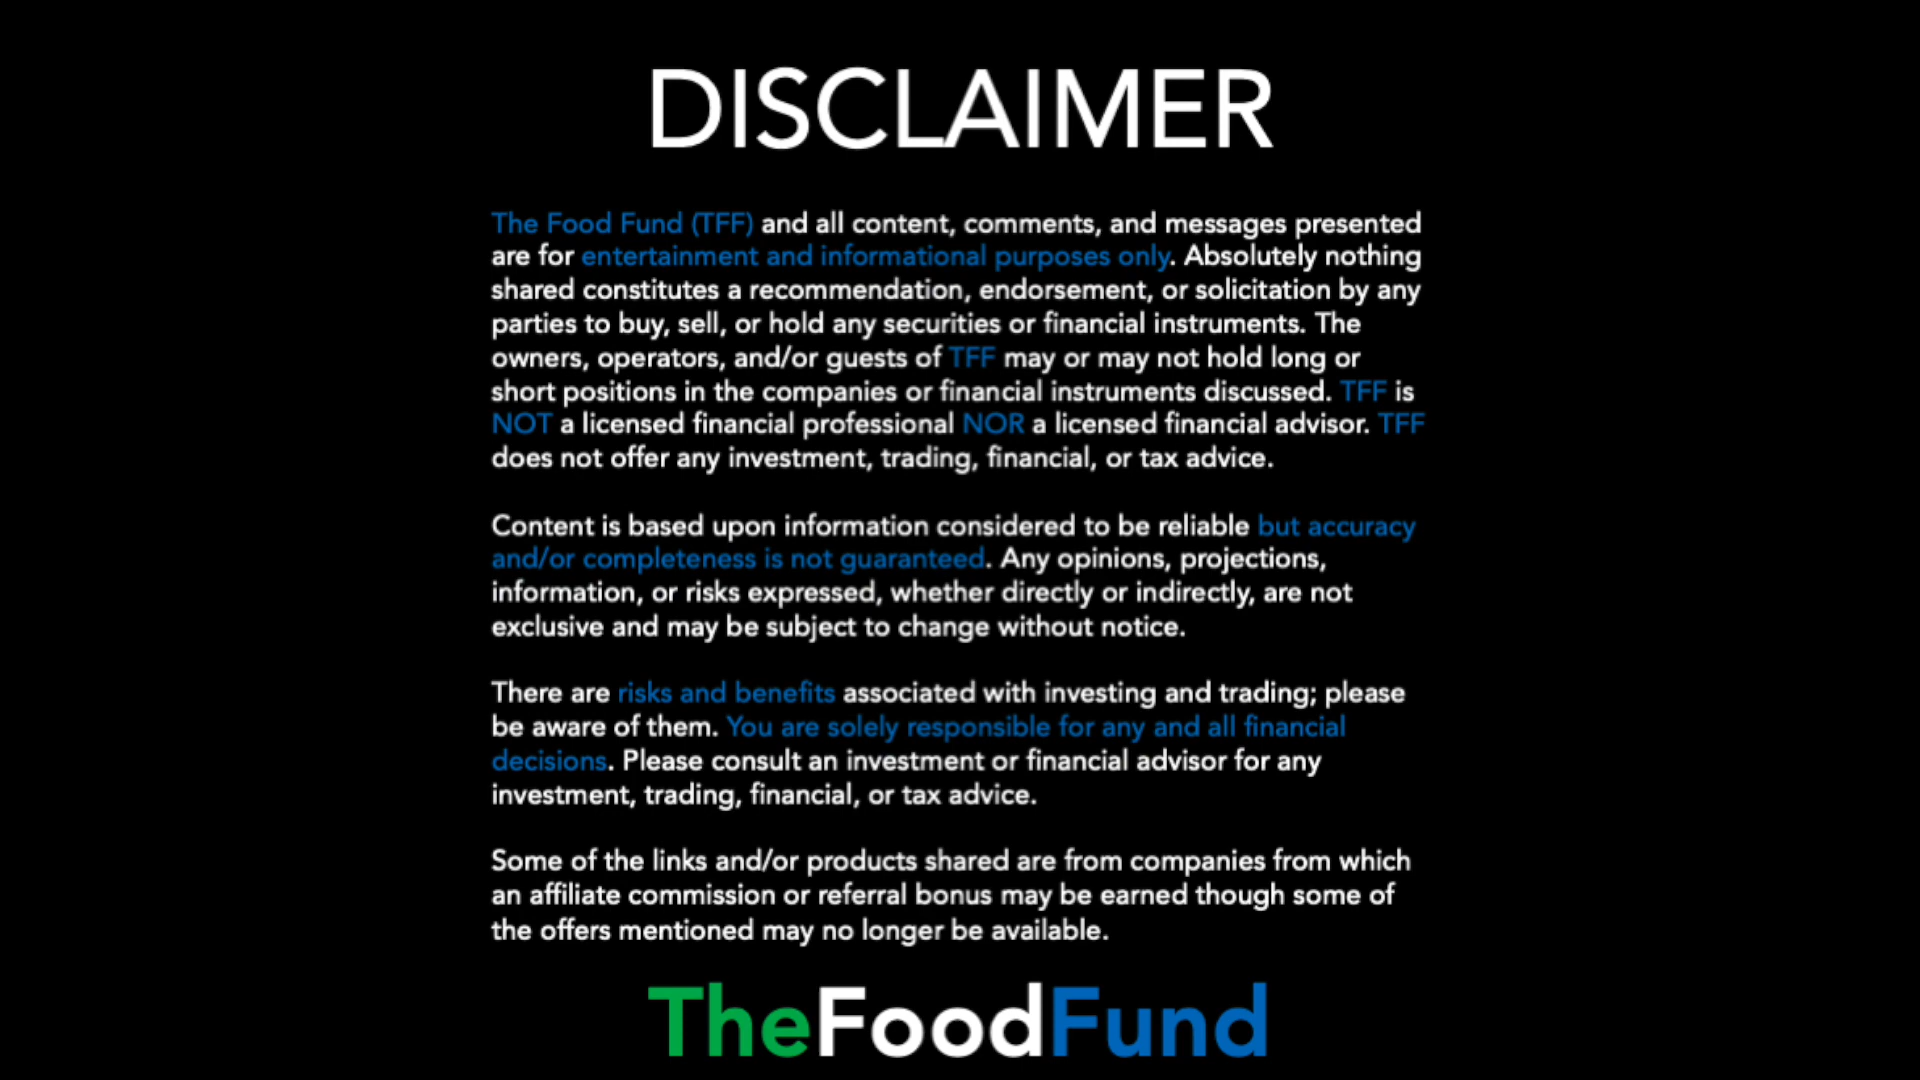 DISCLAIMER
The Food Fund (TFF) and all content, comments, and messages presented
are for entertainment and informational purposes only. Absolutely nothing
shared constitutes a recommendation, endorsement, or solicitation by any
parties to buy, sell, or hold any securities or financial instruments. The
owners, operators, and/or guests of TFF may or may not hold long or
short positions in the companies or financial instruments discussed. TFF is
NOT a licensed financial professional NOR a licensed financial advisor. TFF
does not offer any investment, trading, financial, or tax advice.
Content is based upon information considered to be reliable but accuracy
and/or completeness is not guaranteed. Any opinions, projections,
information, or risks expressed, whether directly or indirectly, are not
exclusive and may be subject to change without notice.
There are risks and benefits associated with investing and trading; please
be aware of them. You are solely responsible for any and all financial
decisions. Please consult an investment or financial advisor for any
investment, trading, financial, or tax advice.
Some of the links and/or products shared are from companies from which
an affiliate commission or referral bonus may be earned though some of
the offers mentioned may no longer be available.
TheFoodFund